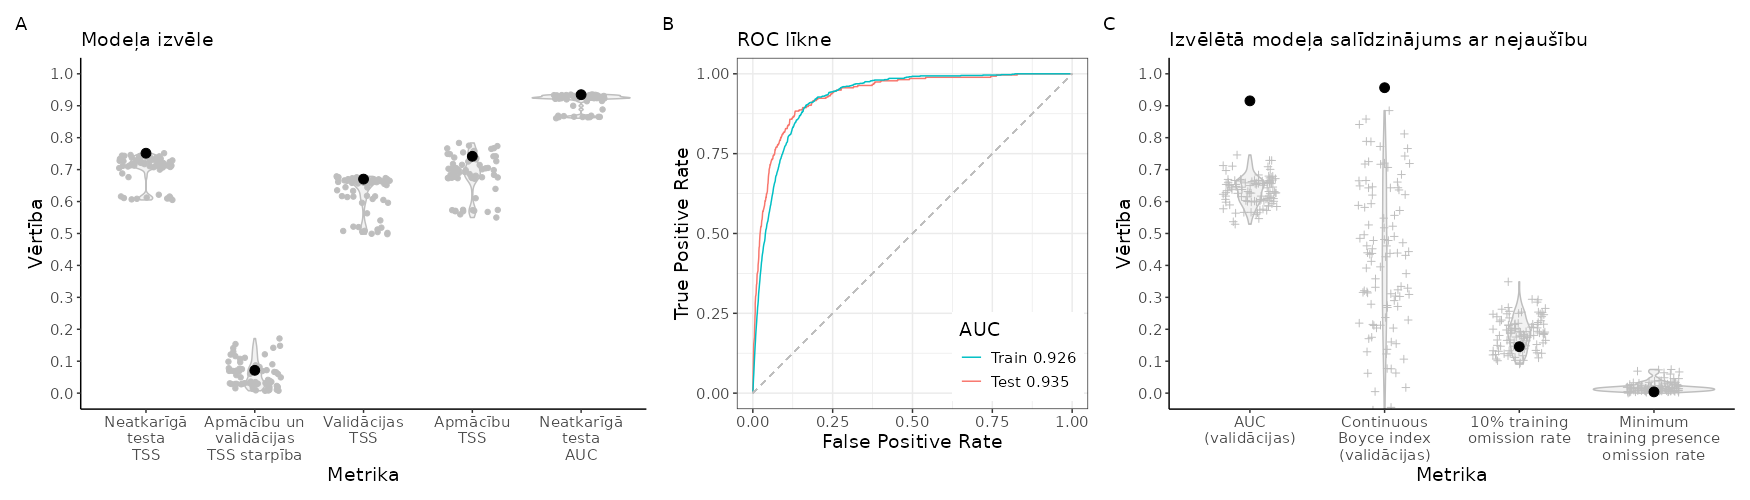 A
Modeļa izvēle
Vērtība
1.0
0.9
0.8
0.7
0.6
0.5
0.4
0.3
0.2
0.1
0.0
Neatkarīgā
testa
TSS
Apmācību un
validācijas
TSS starpība
Validācijas
TSS
Apmācību
TSS
Neatkarīgā
testa
AUC
Metrika
B
ROC līkne
True Positive Rate
1.00
0.75
0.50
0.25
0.00
AUC
Train 0.926
Test 0.935
0.00
0.25
0.50
0.75
1.00
False Positive Rate
C
Izvēlētā modeļa salīdzinājums ar nejaušību
Vērtība
1.0
0.9
0.8
0.7
0.6
0.5
0.4
0.3
0.2
0.1
0.0
AUC
(validācijas)
Continuous
Boyce index
(validācijas)
10% training
omission rate
Minimum
training presence
omission rate
Metrika